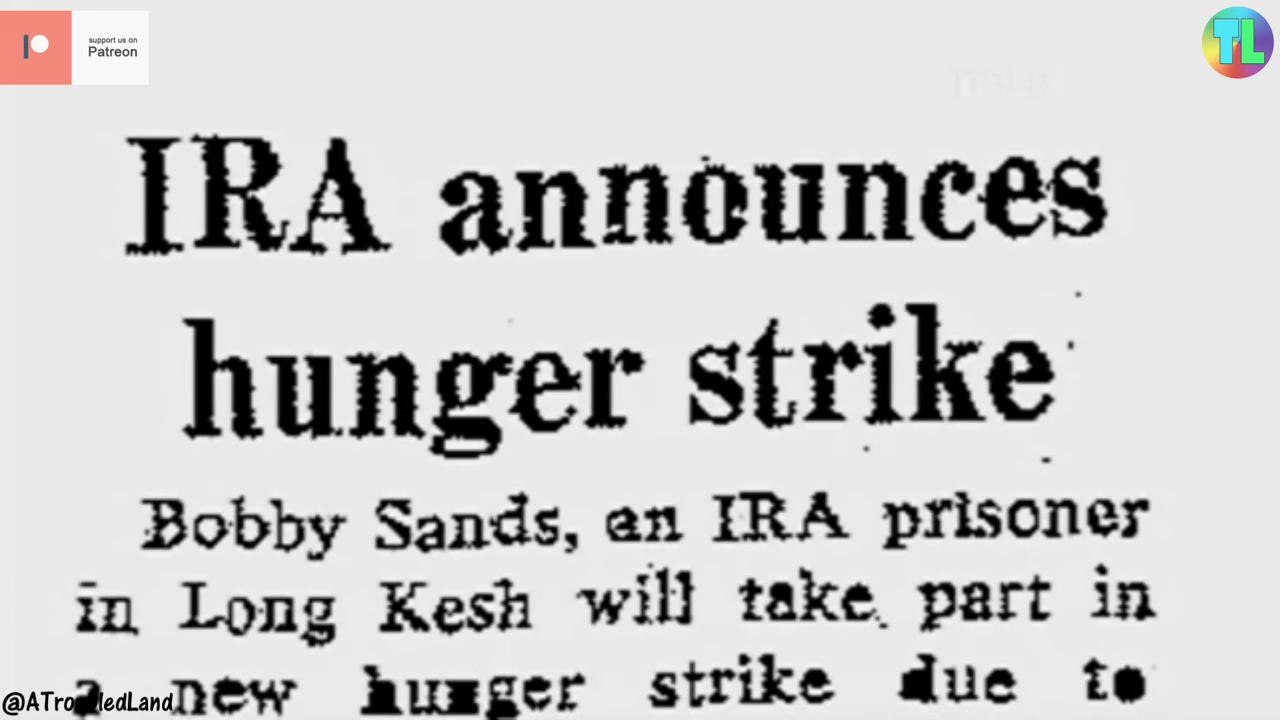 support us on
Patreon
TL
IRA announces
hunger strike
Bobby Sands, an IRA prisoner
in Long Kesh will take part in
a new hunger strike due to
@ATroubledLand